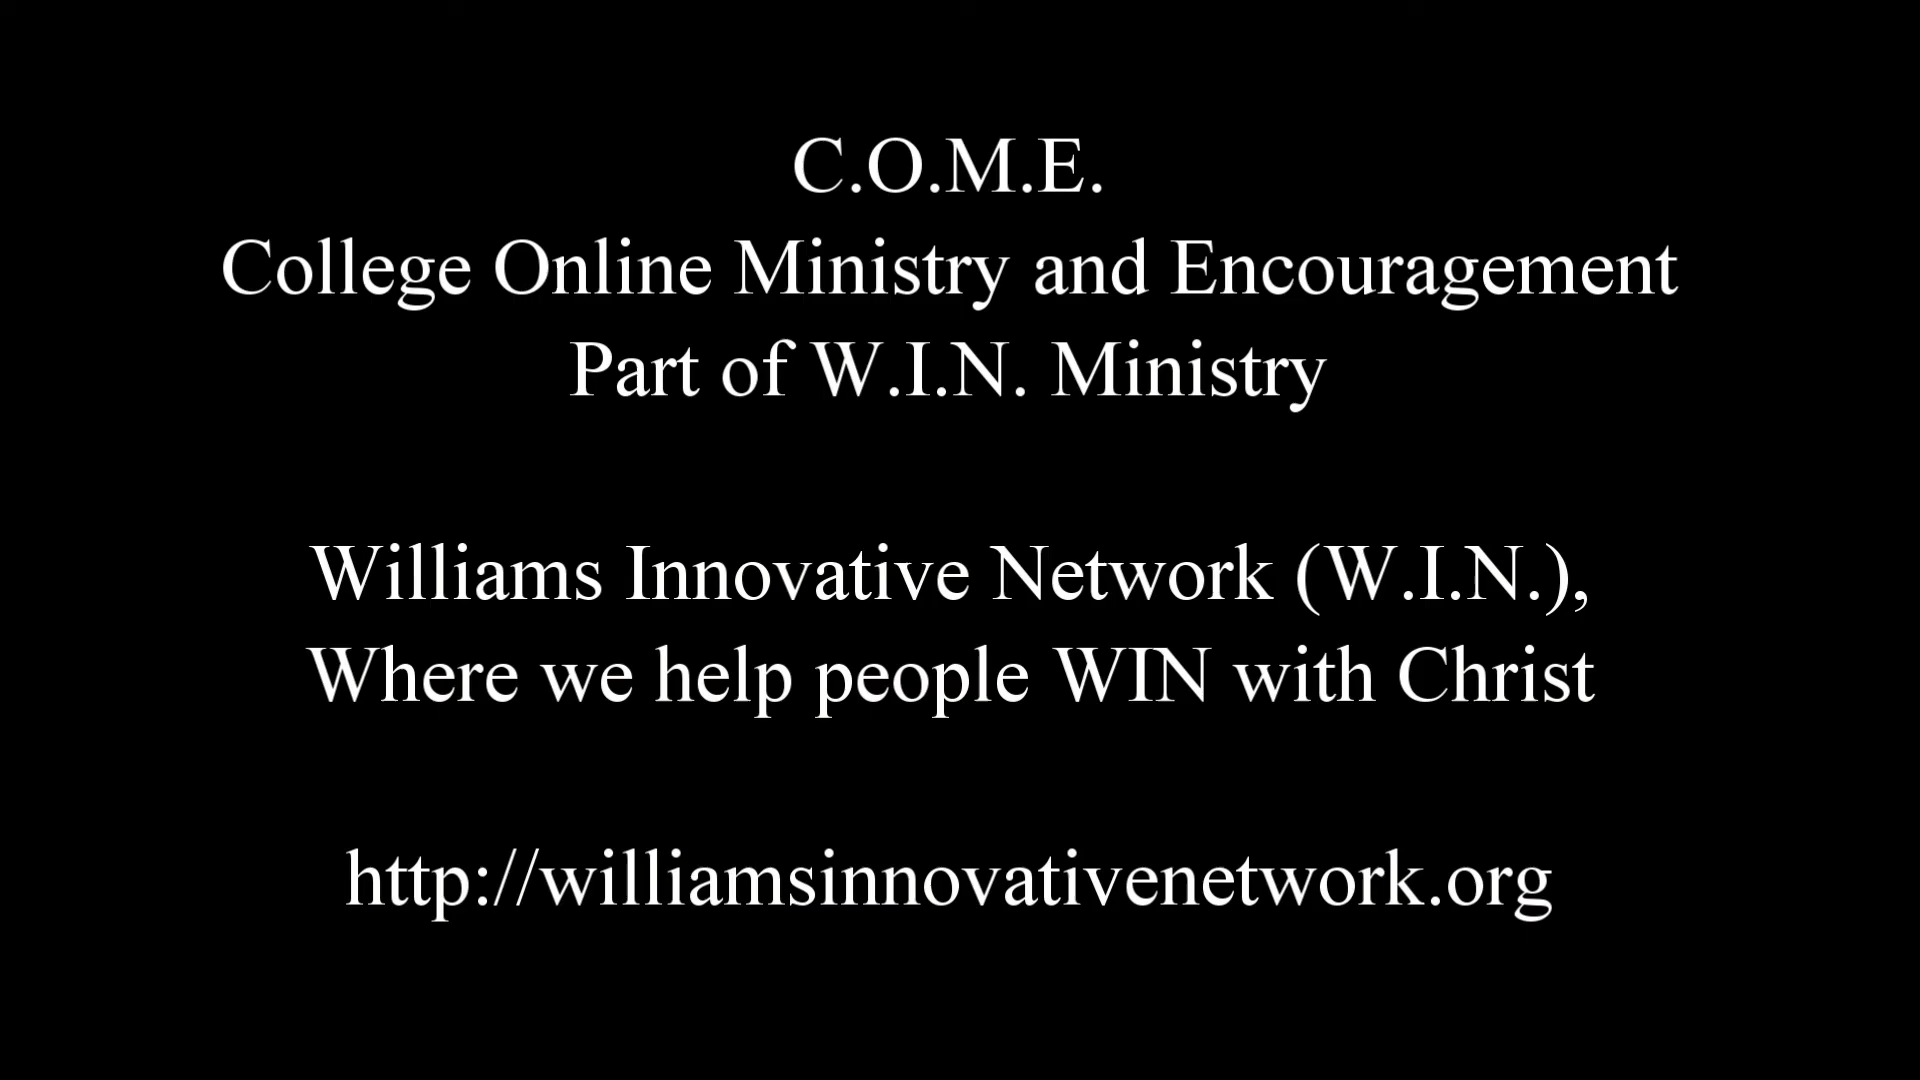 C.O.M.E.
College Online Ministry and Encouragement
Part of W.I.N. Ministry
Williams Innovative Network (W.I.N.),
Where we help people WIN with Christ
http://williamsinnovativenetwork.org